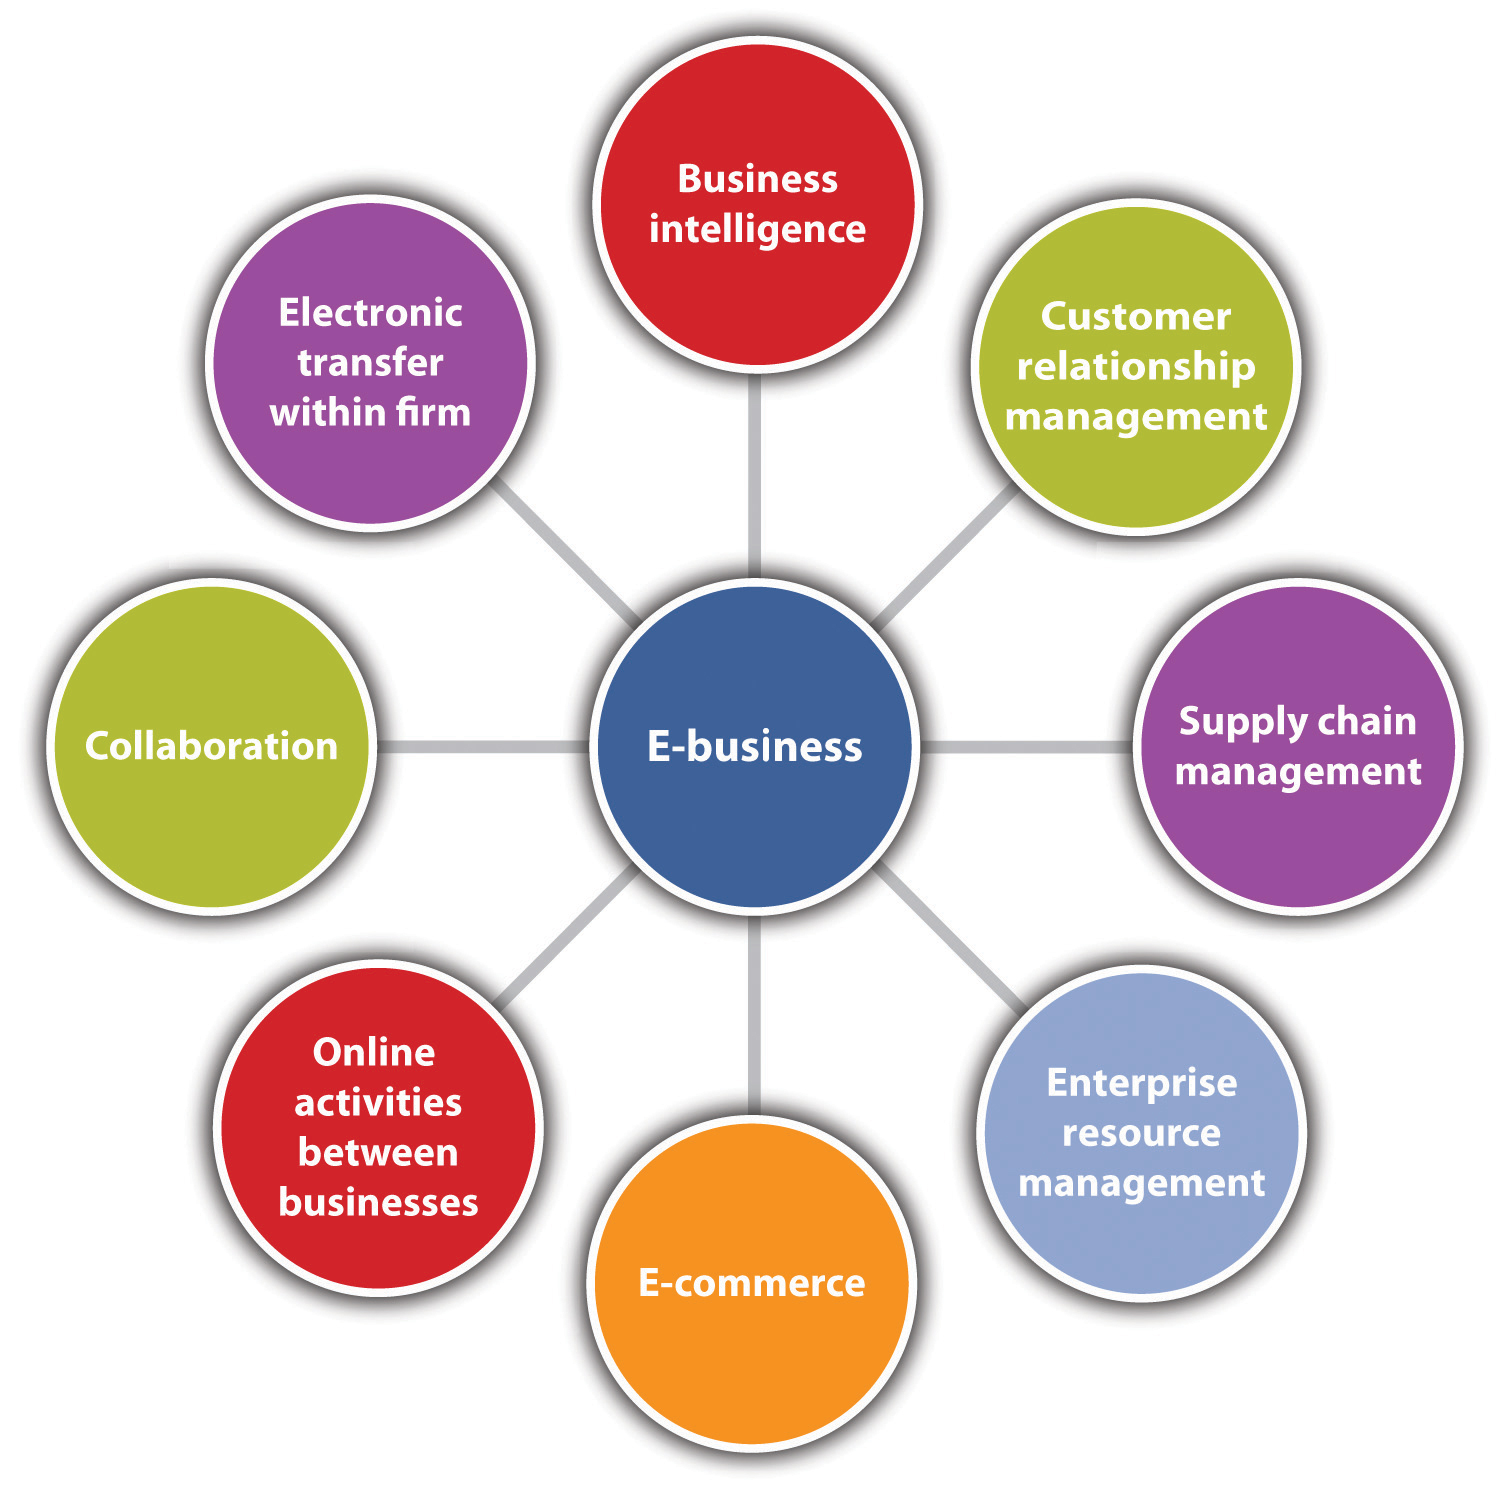 Business
intelligence
Customer
relationship
management
Supply chain
management
Enterprise
resource
management
E-commerce
Online
activities
between
businesses
Collaboration
Electronic
transfer
within firm
E-business